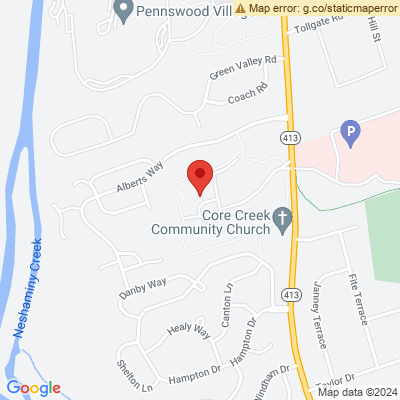 Map error: g.co/staticmaperror
Pennswood Villag
Tollgate Rd
Hill St
Green Valley Rd
Coach Rd
413
P
Alberts Way
Core Creek
Community Church
Neshaminy Creek
Danby Way
Canton Ln
413
Fite Terrace
Janney Terrace
Healy Way
Hampton Dr
Shelton Ln
Hampton Dr
Windham Dr
Taylor Dr
Google
Map data ©2024